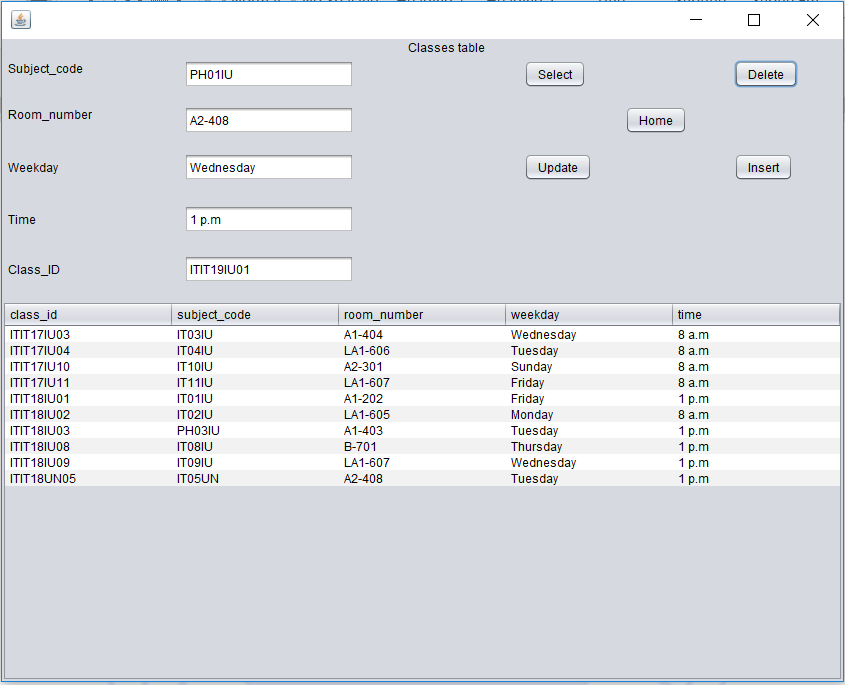 Classes table
Subject_code PH01IU Select Delete
Room_number A2-408 Home
Weekday Wednesday Update Insert
Time 1 p.m
Class_ID ITIT19IU01
class_id subject_code room_number weekday time
ITIT17IU03 IT03IU A1-404 Wednesday 8 a.m
ITIT17IU04 IT04IU LA1-606 Tuesday 8 a.m
ITIT17IU10 IT10IU A2-301 Sunday 8 a.m
ITIT17IU11 IT11IU LA1-607 Friday 8 a.m
ITIT18IU01 IT01IU A1-202 Friday 1 p.m
ITIT18IU02 IT02IU LA1-605 Monday 8 a.m
ITIT18IU03 PH03IU A1-403 Tuesday 1 p.m
ITIT18IU08 IT08IU B-701 Thursday 1 p.m
ITIT18IU09 IT09IU LA1-607 Wednesday 1 p.m
ITIT18UN05 IT05UN A2-408 Tuesday 1 p.m